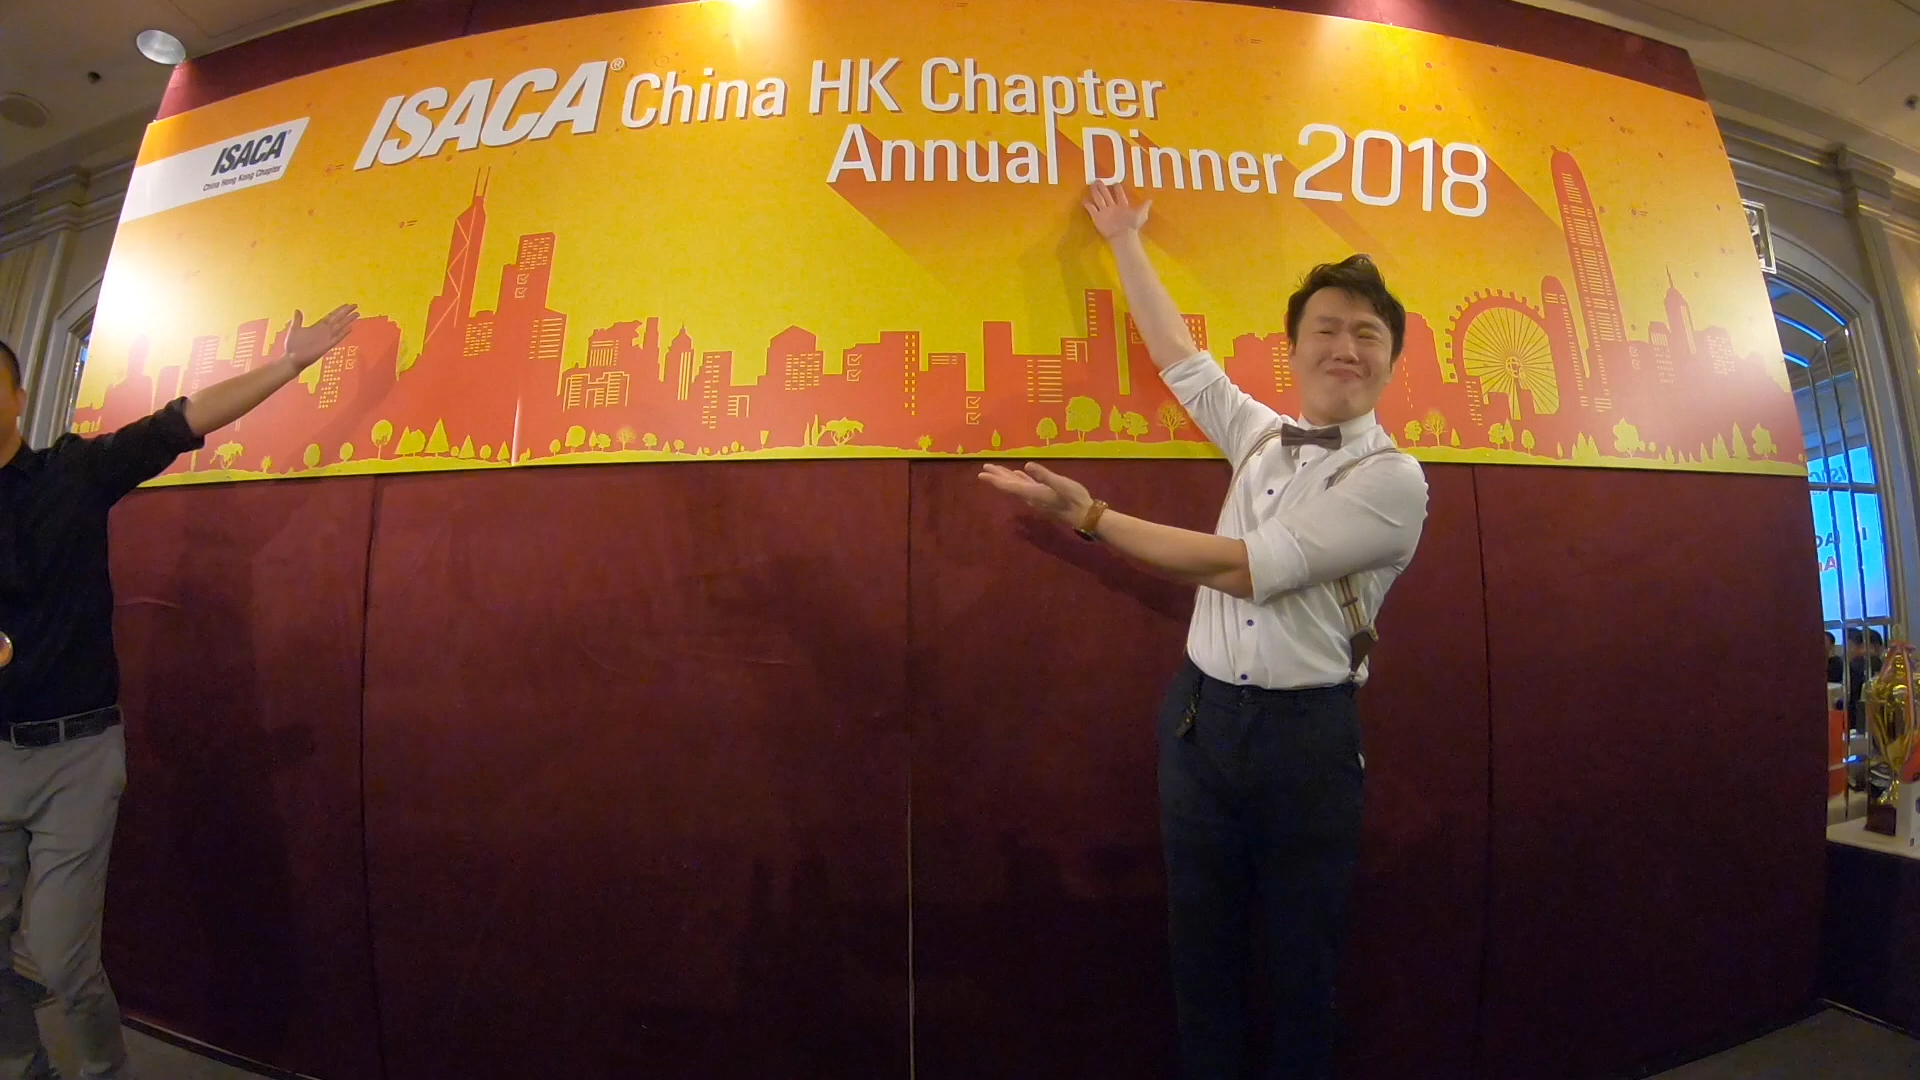 ISACA® China HK Chapter
Annual Dinner 2018
ISACA®
China Hong Kong Chapter